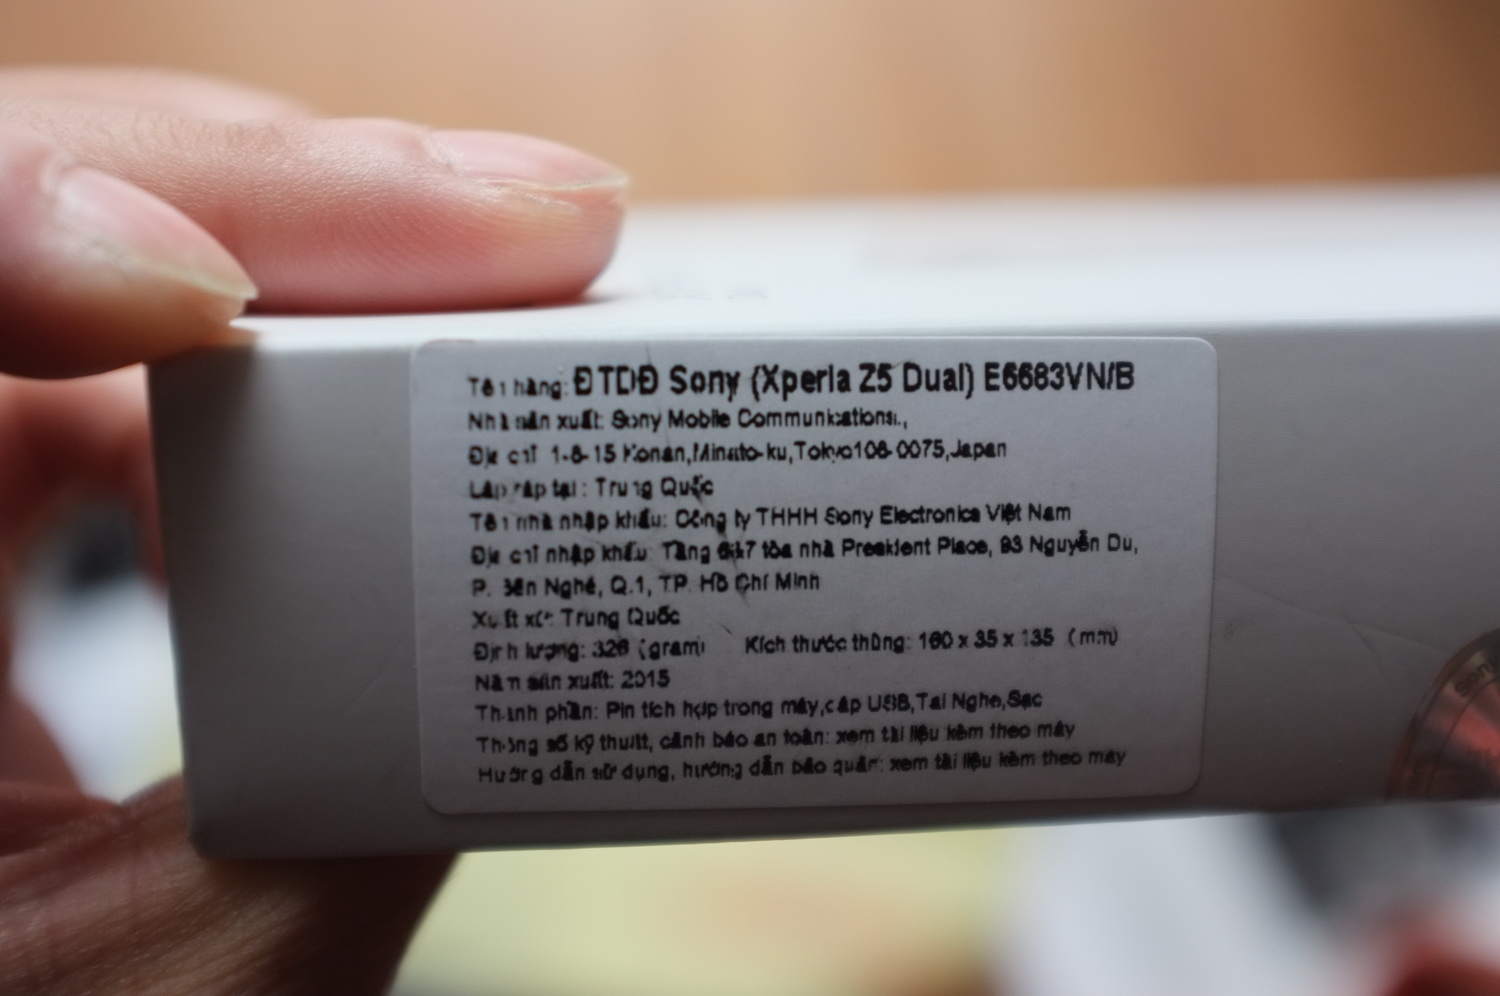 Tên hàng: ĐTDĐ Sony (Xperia Z5 Dual) E6683VN/B
Nhà sản xuất: Sony Mobile Communications.,
Địa chỉ 1-8-15 Konan,Minato-ku,Tokyo108-0075,Japan
Lắp ráp tại : Trung Quốc
Tên nhà nhập khẩu: Công ty THHH Sony Electronics Việt Nam
Địa chỉ nhập khẩu: Tầng 6&7 tòa nhà President Place, 93 Nguyễn Du,
P. Bến Nghé, Q.1, TP. Hồ Chí Minh
Xuất xứ: Trung Quốc
Định lượng: 326 (gram) Kích thước thùng: 160 x 35 x 135 (mm)
Năm sản xuất: 2015
Thành phần: Pin tích hợp trong máy,cáp USB,Tai Nghe,Sạc
Thông số kỹ thuật, cảnh báo an toàn: xem tài liệu kèm theo máy
Hướng dẫn sử dụng, hướng dẫn bảo quản: xem tài liệu kèm theo máy